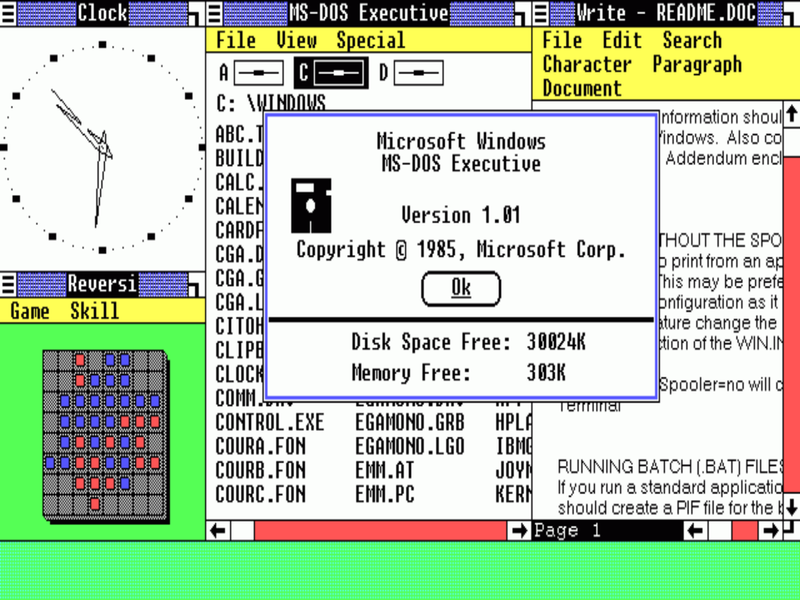 Clock
Reversi
Game Skill
MS-DOS Executive
File View Special
A C D
C: \WINDOWS
ABC.T
BUILD
CALC.
CALEN
CARDF
CGA.D
CGA.G
CGA.L
CITOH
CLIPB
CLOCK
CONTROL.EXE EGAMONO.GRB HPLA
COURA.FON EGAMONO.LGO IBMG
COURB.FON EMM.AT JOYM
COURC.FON EMM.PC KERN
Microsoft Windows
MS-DOS Executive
Version 1.01
Copyright © 1985, Microsoft Corp.
Ok
Disk Space Free: 30024K
Memory Free: 303K
Write - README.DOC
File Edit Search
Character Paragraph
Document
nformation shoul
indows. Also co
Addendum encl
THOUT THE SPO
o print from an ap
This may be prefe
onfiguration as it
ature change the
ction of the WIN.IN
Spooler=no will c
Terminal
RUNNING BATCH (.BAT) FILES
If you run a standard applicatio
should create a PIF file for the b
Page 1